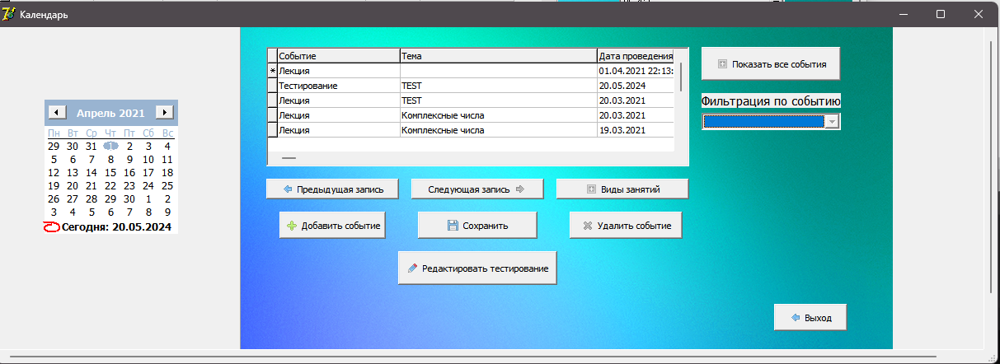 Календарь
Апрель 2021
Пн Вт Ср Чт Пт Сб Вс
29 30 31 1 2 3 4
5 6 7 8 9 10 11
12 13 14 15 16 17 18
19 20 21 22 23 24 25
26 27 28 29 30 1 2
3 4 5 6 7 8 9
Сегодня: 20.05.2024
Событие Тема Дата проведения
* Лекция 01.04.2021 22:13:
Тестирование TEST 20.05.2024
Лекция TEST 20.03.2021
Лекция Комплексные числа 20.03.2021
Лекция Комплексные числа 19.03.2021
Показать все события
Фильтрация по событию
Предыдущая запись Следующая запись Виды занятий
Добавить событие Сохранить Удалить событие
Редактировать тестирование
Выход